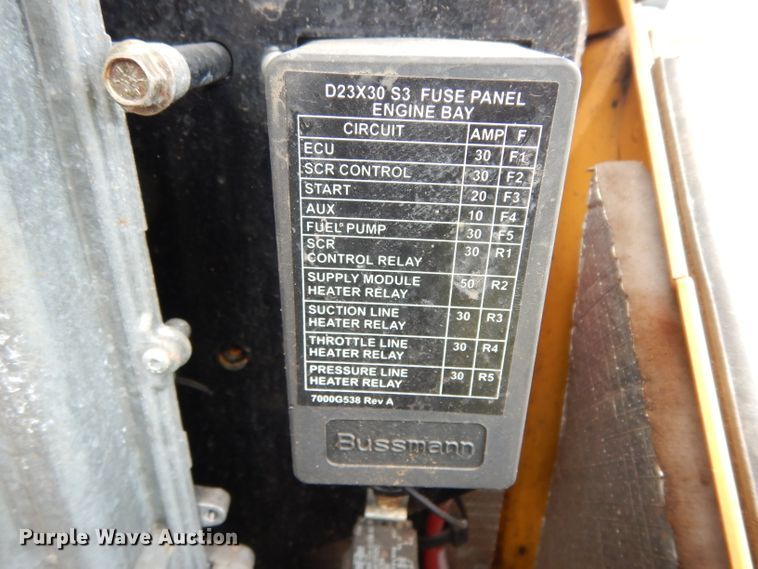 D23X30 S3 FUSE PANEL
ENGINE BAY
CIRCUIT AMP F
ECU 30 F1
SCR CONTROL 30 F2
START 20 F3
AUX 10 F4
FUEL PUMP 30 F5
SCR
CONTROL RELAY 30 R1
SUPPLY MODULE
HEATER RELAY 50 R2
SUCTION LINE
HEATER RELAY 30 R3
THROTTLE LINE
HEATER RELAY 30 R4
PRESSURE LINE
HEATER RELAY 30 R5
7000G538 Rev A
Bussmann
Purple Wave Auction